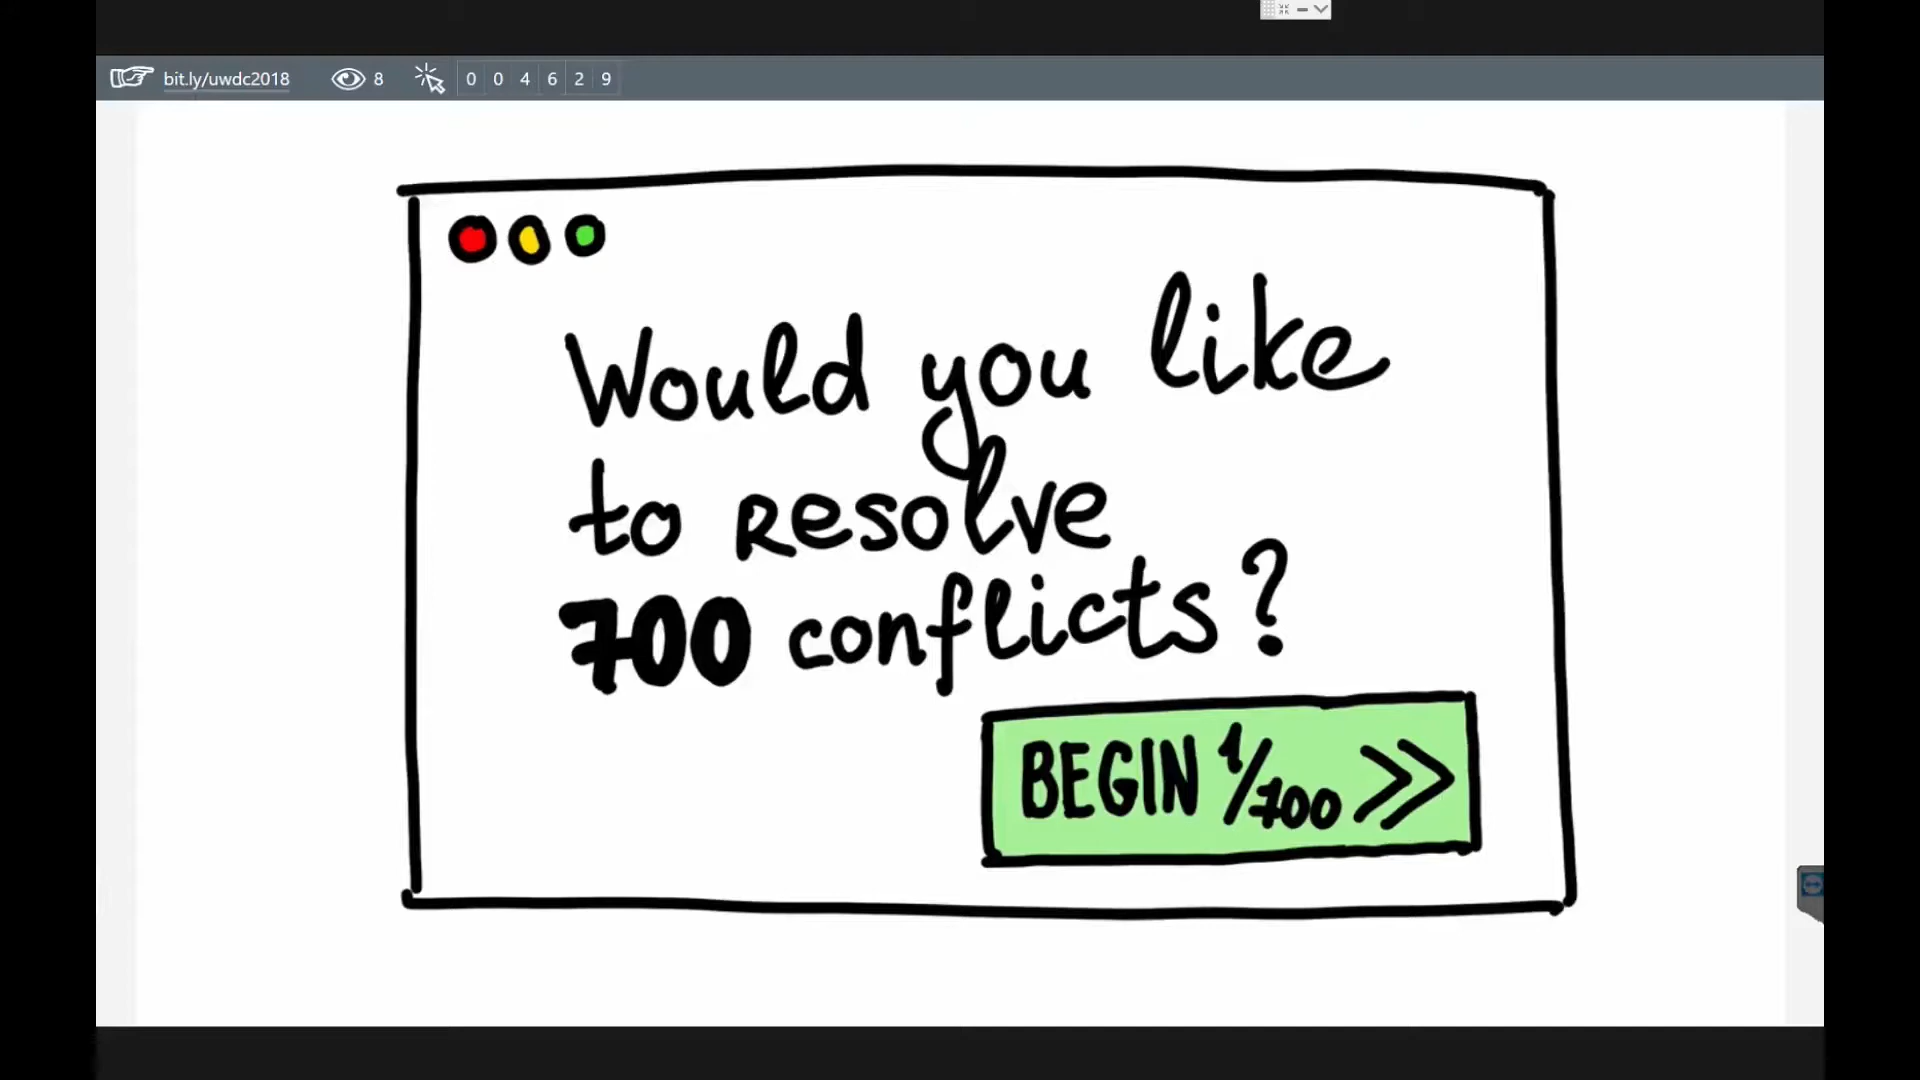 bit.ly/uwdc2018 8 0 0 4 6 2 9
Would you like
to resolve
700 conflicts?
BEGIN 1/700 >>